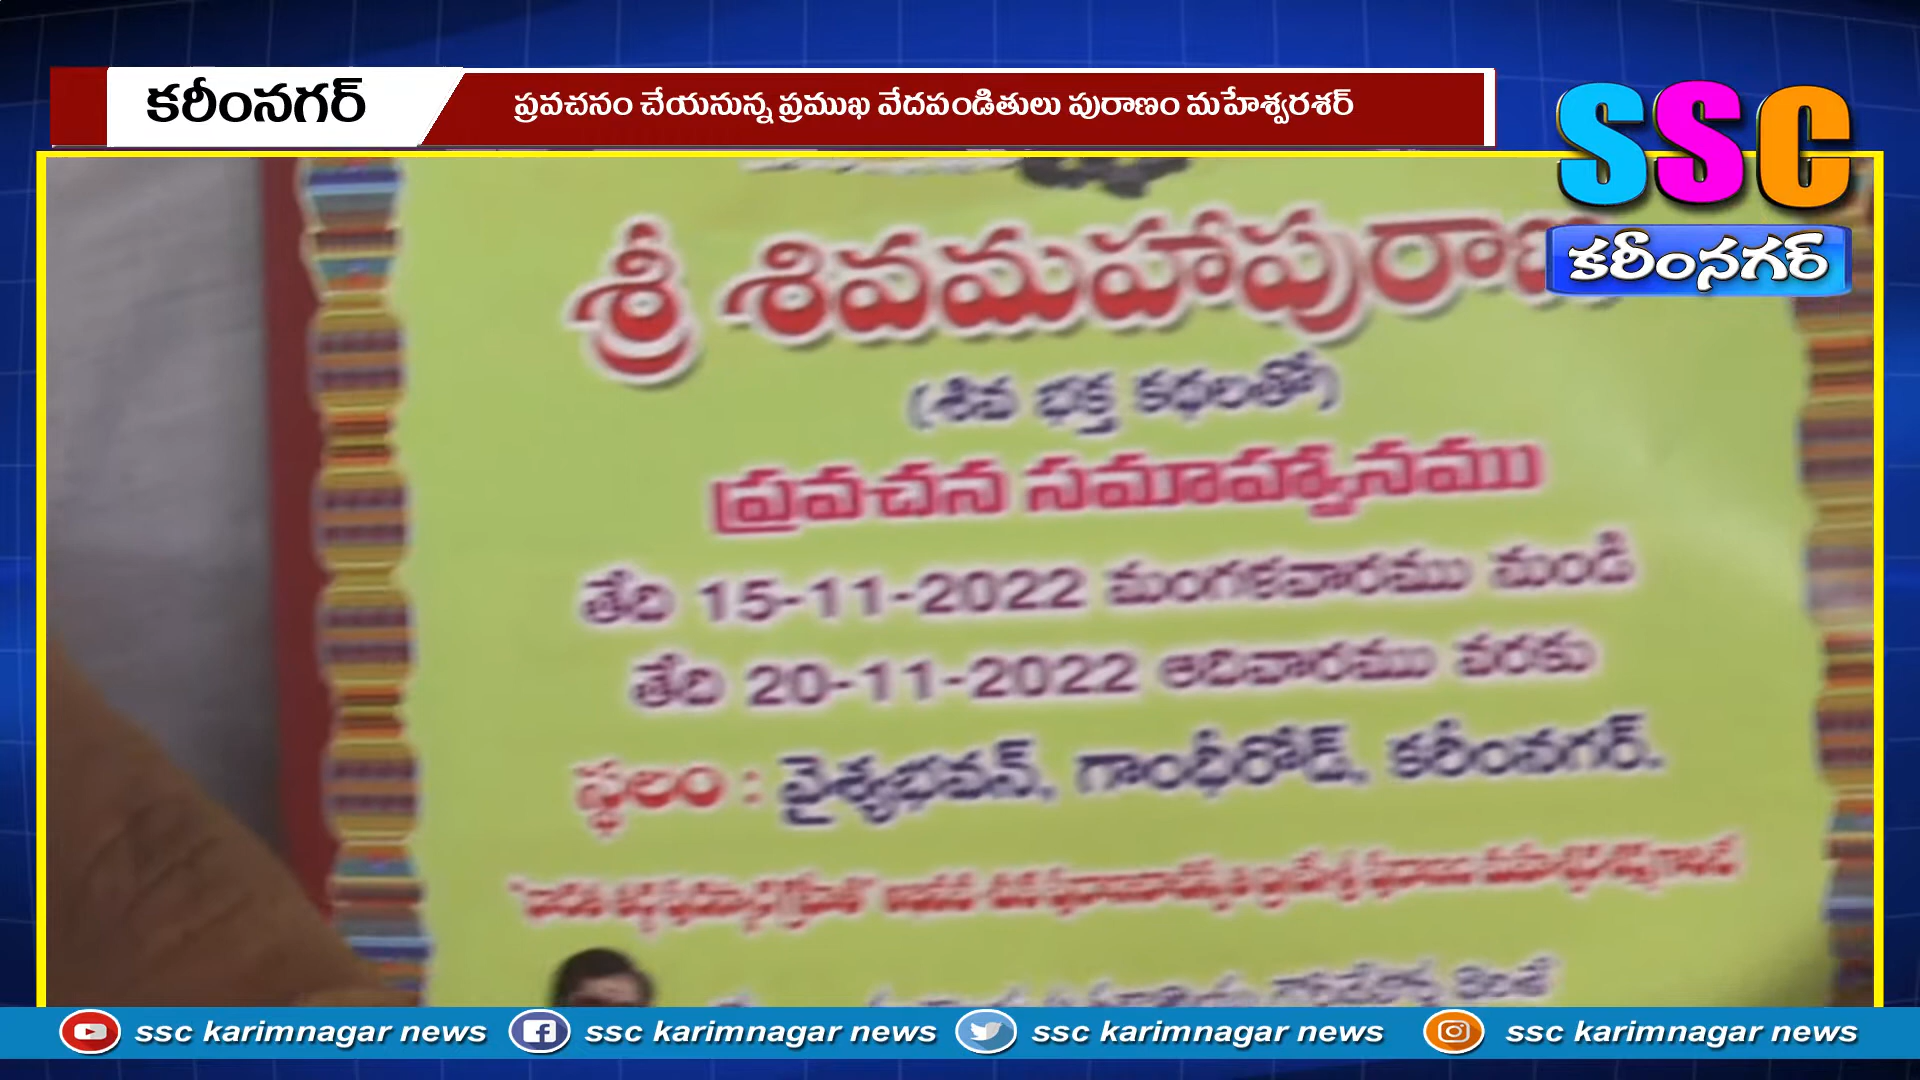 కరీంనగర్
ప్రవచనం చేయనున్న ప్రముఖ వేదపండితులు పురాణం మహేశ్వరశర్
SSC
కరీంనగర్
శ్రీ శివమహాపురాణ
(శివ భక్త కథలతో)
ప్రవచన సమాహ్వానము
తేది 15-11-2022 మంగళవారము నుండి
తేది 20-11-2022 ఆదివారము వరకు
స్థలం : వైశ్యభవన్, గాంధీరోడ్, కరీంనగర్.
ssc karimnagar news ssc karimnagar news ssc karimnagar news ssc karimnagar news